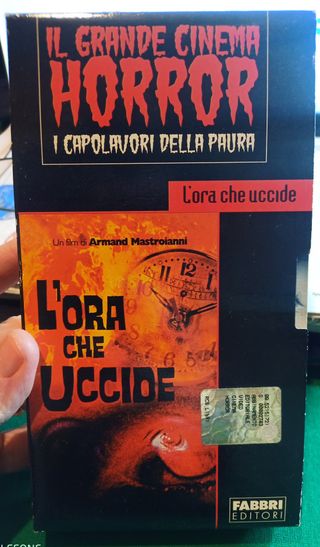 IL GRANDE CINEMA
HORROR
I CAPOLAVORI DELLA PAURA
L'ora che uccide
Un film di Armand Mastroianni
L'ORA
CHE
UCCIDE
FABBRI
EDITORI